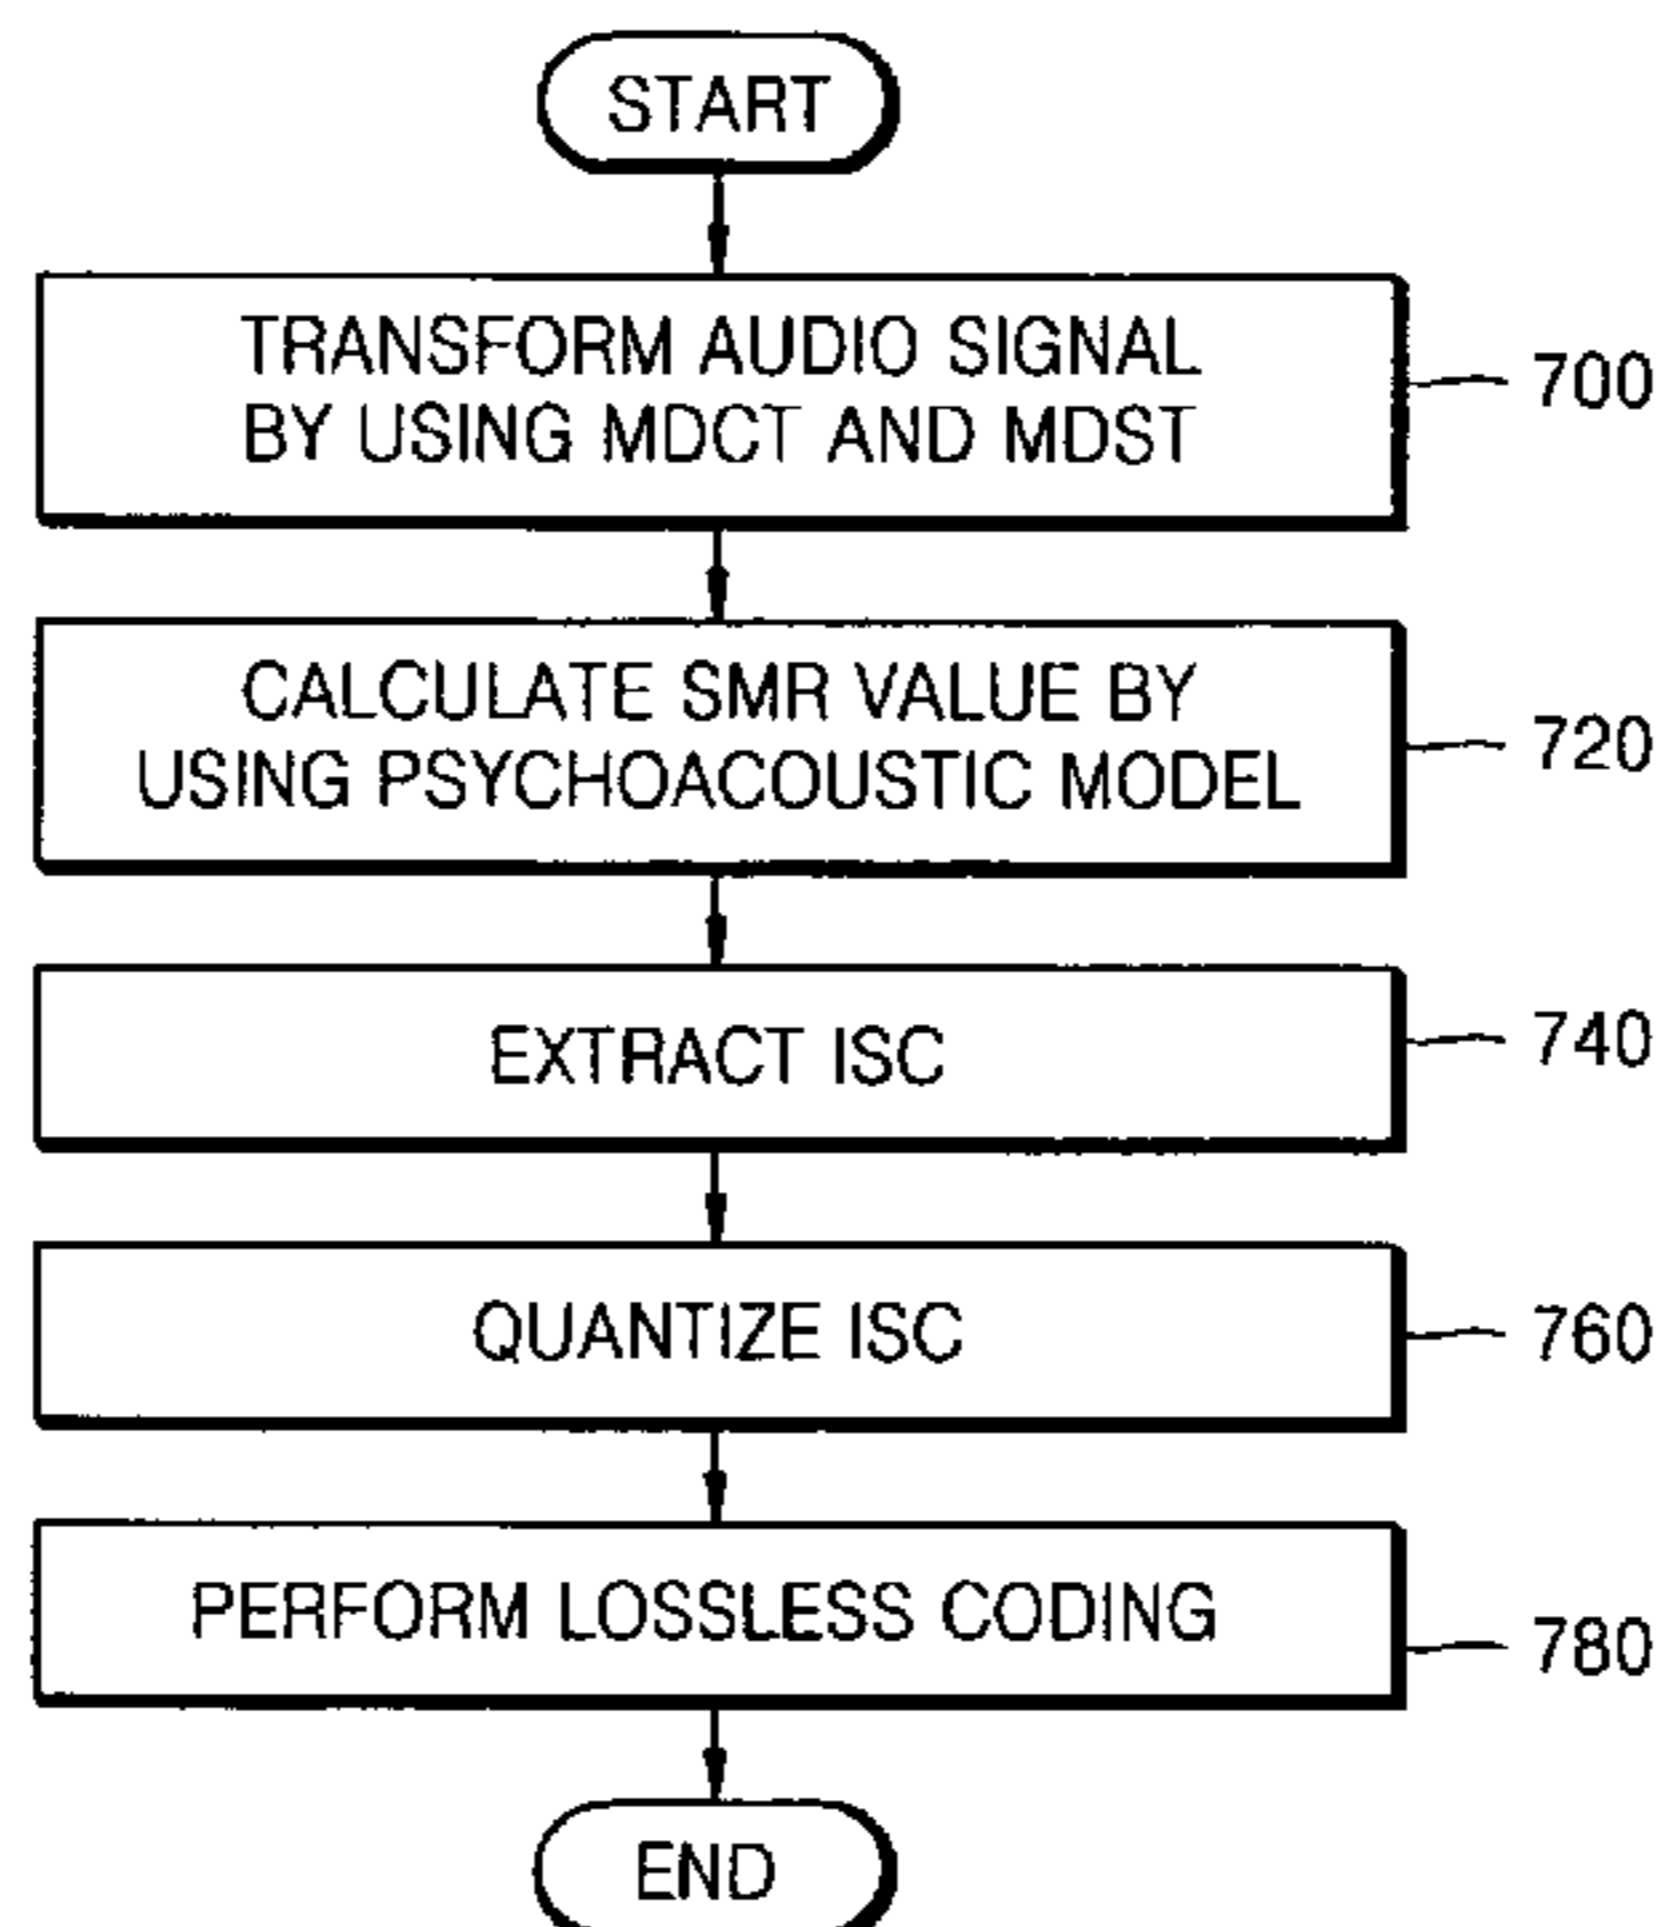 START
TRANSFORM AUDIO SIGNAL
BY USING MDCT AND MDST
700
CALCULATE SMR VALUE BY
USING PSYCHOACOUSTIC MODEL
720
EXTRACT ISC
740
QUANTIZE ISC
760
PERFORM LOSSLESS CODING
780
END